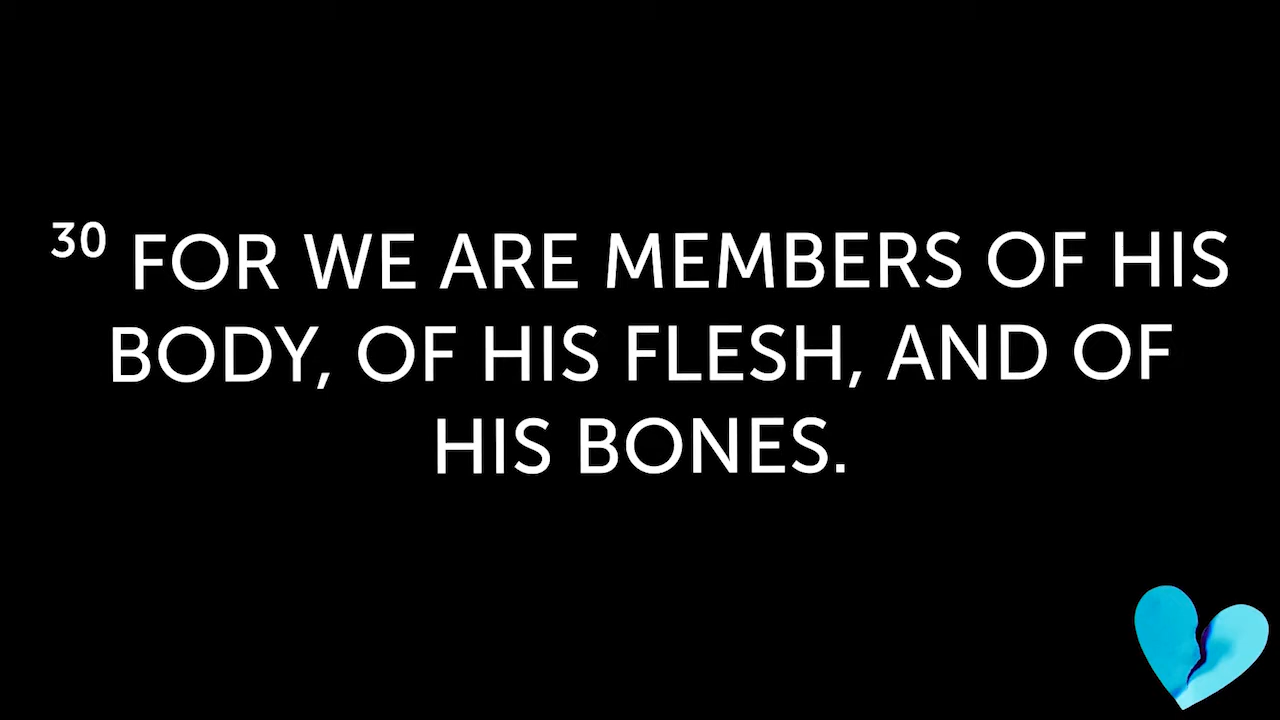 30 FOR WE ARE MEMBERS OF HIS
BODY, OF HIS FLESH, AND OF
HIS BONES.